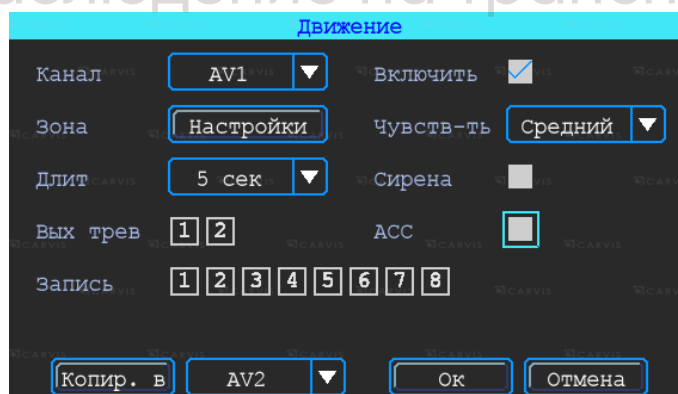 Движение
Канал AV1 Включить
Зона Настройки Чувств-ть Средний
Длит 5 сек Сирена
Вых трев 1 2 ACC
Запись 1 2 3 4 5 6 7 8
Копир. в AV2 Ок Отмена
CARVIS